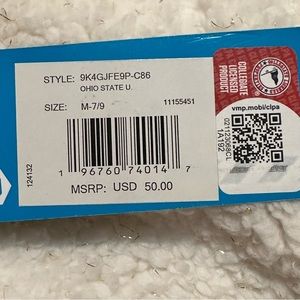 STYLE: 9K4GJFE9P-C86
OHIO STATE U.
SIZE: M-7/9
11155451
124132
1 96760 74014 7
MSRP: USD 50.00
COLLEGIATE
LICENSED
PRODUCT
vmp.mobi/clpa
1A192